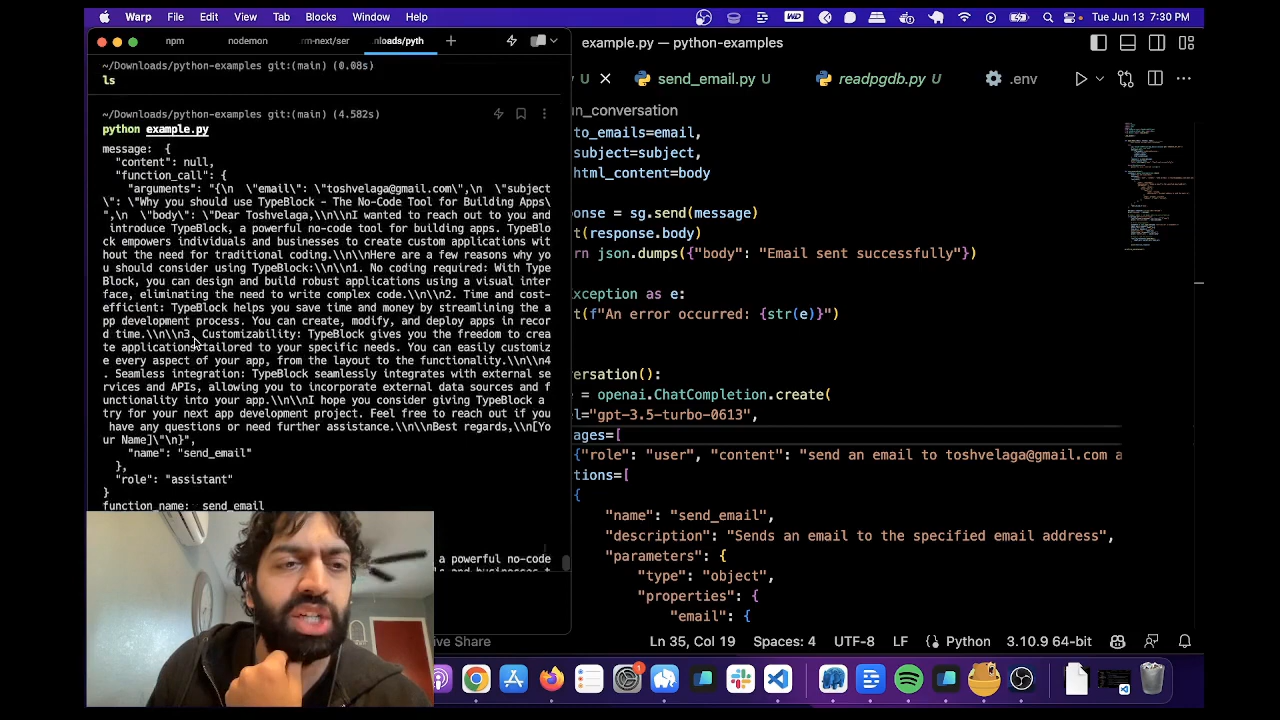 Warp File Edit View Tab Blocks Window Help Tue Jun 13 7:30 PM
npm nodemon rm-next/ser .nloads/pyth
~/Downloads/python-examples git:(main) (0.08s)
ls
~/Downloads/python-examples git:(main) (4.582s)
python example.py
message: {
"content": null,
"function_call": {
"arguments": "{\n \"email\": \"toshvelaga@gmail.com\",\n \"subject
\": \"Why you should use TypeBlock - The No-Code Tool for Building Apps\
",\n \"body\": \"Dear Toshvelaga,\\n\\nI wanted to reach out to you and
introduce TypeBlock, a powerful no-code tool for building apps. TypeBlo
ck empowers individuals and businesses to create custom applications wit
hout the need for traditional coding.\\n\\nHere are a few reasons why yo
u should consider using TypeBlock:\\n\\n1. No coding required: With Type
Block, you can design and build robust applications using a visual inter
face, eliminating the need to write complex code.\\n\\n2. Time and cost-
efficient: TypeBlock helps you save time and money by streamlining the a
pp development process. You can create, modify, and deploy apps in recor
d time.\\n\\n3. Customizability: TypeBlock gives you the freedom to crea
te applications tailored to your specific needs. You can easily customiz
e every aspect of your app, from the layout to the functionality.\\n\\n4
. Seamless integration: TypeBlock seamlessly integrates with external se
rvices and APIs, allowing you to incorporate external data sources and f
unctionality into your app.\\n\\nI hope you consider giving TypeBlock a
try for your next app development project. Feel free to reach out if you
have any questions or need further assistance.\\n\\nBest regards,\\n[Yo
ur Name]\"\n}",
"name": "send_email"
},
"role": "assistant"
}
function_name: send_email
a powerful no-code
example.py — python-examples
U send_email.py U readpgdb.py U .env
n_conversation
to_emails=email,
subject=subject,
html_content=body
ponse = sg.send(message)
t(response.body)
rn json.dumps({"body": "Email sent successfully"})
Exception as e:
t(f"An error occurred: {str(e)}")
versation():
e = openai.ChatCompletion.create(
el="gpt-3.5-turbo-0613",
ages=[
{"role": "user", "content": "send an email to toshvelaga@gmail.com a
tions=[
{
"name": "send_email",
"description": "Sends an email to the specified email address",
"parameters": {
"type": "object",
"properties": {
"email": {
ive Share Ln 35, Col 19 Spaces: 4 UTF-8 LF Python 3.10.9 64-bit
1